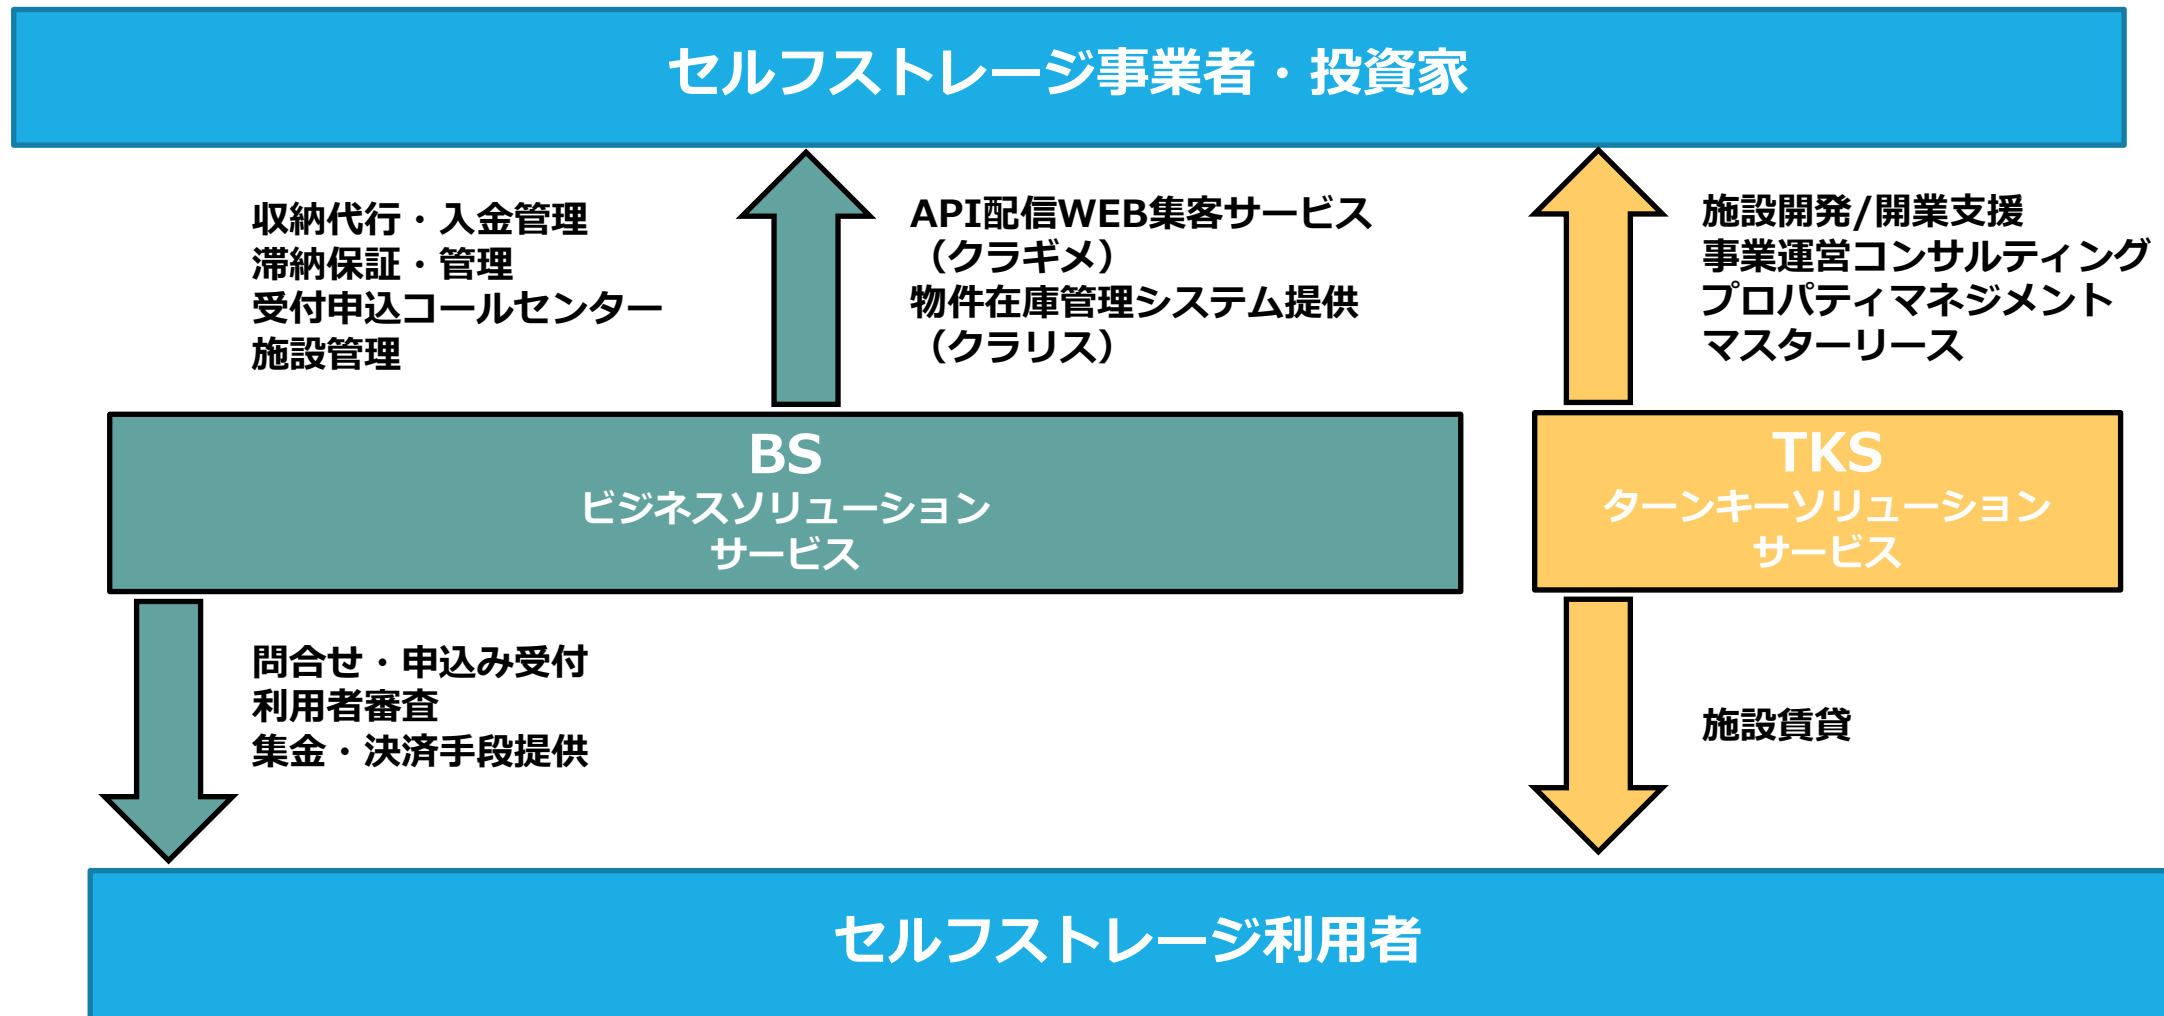 セルフストレージ事業者・投資家
収納代行・入金管理
滞納保証・管理
受付申込コールセンター
施設管理
API配信WEB集客サービス
（クラギメ）
物件在庫管理システム提供
（クラリス）
施設開発/開業支援
事業運営コンサルティング
プロパティマネジメント
マスターリース
BS
ビジネスソリューション
サービス
TKS
ターンキーソリューション
サービス
問合せ・申込み受付
利用者審査
集金・決済手段提供
施設賃貸
セルフストレージ利用者